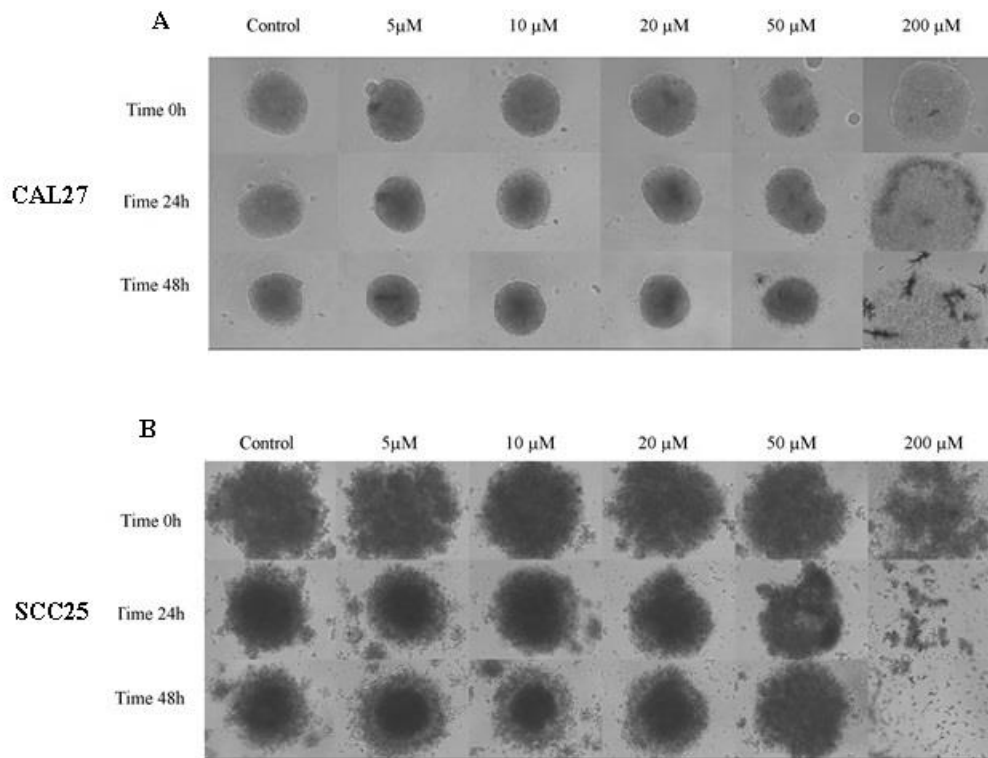 A
Control 5μM 10 μM 20 μM 50 μM 200 μM
Time 0h
CAL27
Time 24h
Time 48h
B
Control 5μM 10 μM 20 μM 50 μM 200 μM
Time 0h
SCC25
Time 24h
Time 48h